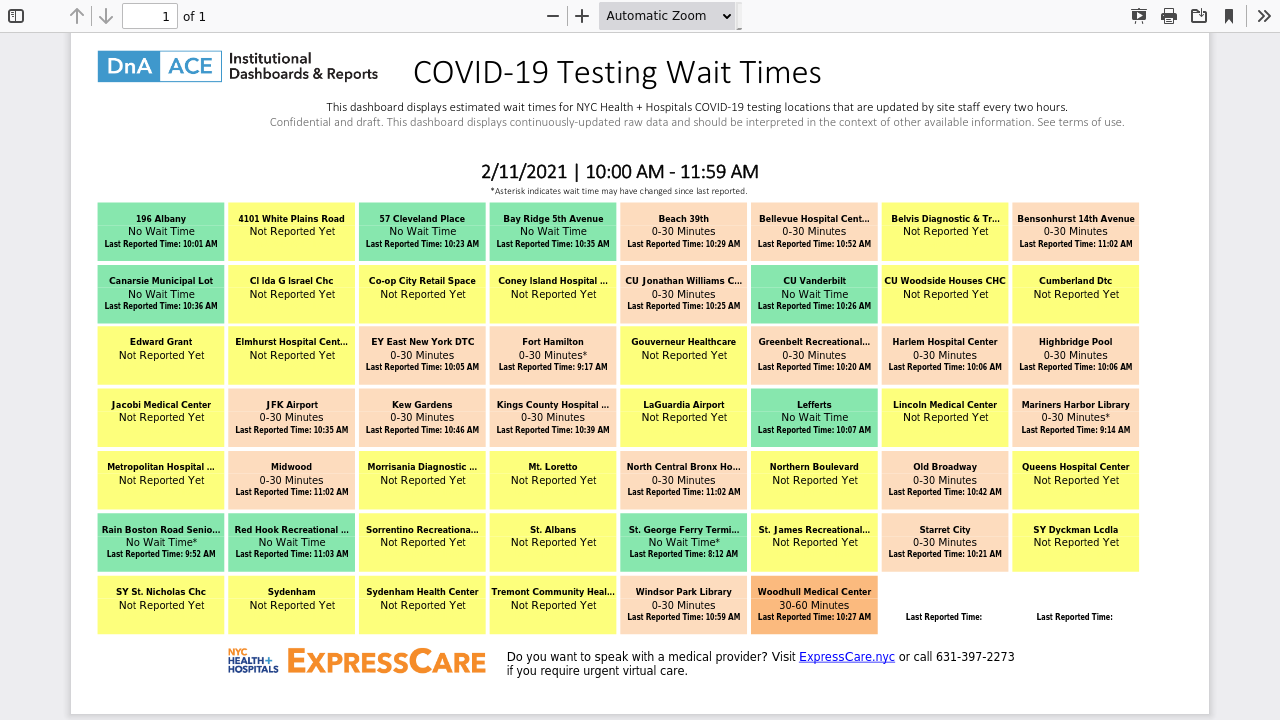 1 of 1 Automatic Zoom
DnA ACE Institutional
Dashboards & Reports
COVID-19 Testing Wait Times
This dashboard displays estimated wait times for NYC Health + Hospitals COVID-19 testing locations that are updated by site staff every two hours.
Confidential and draft. This dashboard displays continuously-updated raw data and should be interpreted in the context of other available information. See terms of use.
2/11/2021 | 10:00 AM - 11:59 AM
*Asterisk indicates wait time may have changed since last reported.
196 Albany
No Wait Time
Last Reported Time: 10:01 AM
4101 White Plains Road
Not Reported Yet
57 Cleveland Place
No Wait Time
Last Reported Time: 10:23 AM
Bay Ridge 5th Avenue
No Wait Time
Last Reported Time: 10:35 AM
Beach 39th
0-30 Minutes
Last Reported Time: 10:29 AM
Bellevue Hospital Cent...
0-30 Minutes
Last Reported Time: 10:52 AM
Belvis Diagnostic & Tr...
Not Reported Yet
Bensonhurst 14th Avenue
0-30 Minutes
Last Reported Time: 11:02 AM
Canarsie Municipal Lot
No Wait Time
Last Reported Time: 10:36 AM
Cl Ida G Israel Chc
Not Reported Yet
Co-op City Retail Space
Not Reported Yet
Coney Island Hospital ...
Not Reported Yet
CU Jonathan Williams C...
0-30 Minutes
Last Reported Time: 10:25 AM
CU Vanderbilt
No Wait Time
Last Reported Time: 10:26 AM
CU Woodside Houses CHC
Not Reported Yet
Cumberland Dtc
Not Reported Yet
Edward Grant
Not Reported Yet
Elmhurst Hospital Cent...
Not Reported Yet
EY East New York DTC
0-30 Minutes
Last Reported Time: 10:05 AM
Fort Hamilton
0-30 Minutes*
Last Reported Time: 9:17 AM
Gouverneur Healthcare
Not Reported Yet
Greenbelt Recreational...
0-30 Minutes
Last Reported Time: 10:20 AM
Harlem Hospital Center
0-30 Minutes
Last Reported Time: 10:06 AM
Highbridge Pool
0-30 Minutes
Last Reported Time: 10:06 AM
Jacobi Medical Center
Not Reported Yet
JFK Airport
0-30 Minutes
Last Reported Time: 10:35 AM
Kew Gardens
0-30 Minutes
Last Reported Time: 10:46 AM
Kings County Hospital ...
0-30 Minutes
Last Reported Time: 10:39 AM
LaGuardia Airport
Not Reported Yet
Lefferts
No Wait Time
Last Reported Time: 10:07 AM
Lincoln Medical Center
Not Reported Yet
Mariners Harbor Library
0-30 Minutes*
Last Reported Time: 9:14 AM
Metropolitan Hospital ...
Not Reported Yet
Midwood
0-30 Minutes
Last Reported Time: 11:02 AM
Morrisania Diagnostic ...
Not Reported Yet
Mt. Loretto
Not Reported Yet
North Central Bronx Ho...
0-30 Minutes
Last Reported Time: 11:02 AM
Northern Boulevard
Not Reported Yet
Old Broadway
0-30 Minutes
Last Reported Time: 10:42 AM
Queens Hospital Center
Not Reported Yet
Rain Boston Road Senio...
No Wait Time*
Last Reported Time: 9:52 AM
Red Hook Recreational ...
No Wait Time
Last Reported Time: 11:03 AM
Sorrentino Recreationa...
Not Reported Yet
St. Albans
Not Reported Yet
St. George Ferry Termi...
No Wait Time*
Last Reported Time: 8:12 AM
St. James Recreational...
Not Reported Yet
Starret City
0-30 Minutes
Last Reported Time: 10:21 AM
SY Dyckman Lcdla
Not Reported Yet
SY St. Nicholas Chc
Not Reported Yet
Sydenham
Not Reported Yet
Sydenham Health Center
Not Reported Yet
Tremont Community Heal...
Not Reported Yet
Windsor Park Library
0-30 Minutes
Last Reported Time: 10:59 AM
Woodhull Medical Center
30-60 Minutes
Last Reported Time: 10:27 AM
Last Reported Time:
Last Reported Time:
NYC
HEALTH+
HOSPITALS
EXPRESSCARE
Do you want to speak with a medical provider? Visit ExpressCare.nyc or call 631-397-2273
if you require urgent virtual care.